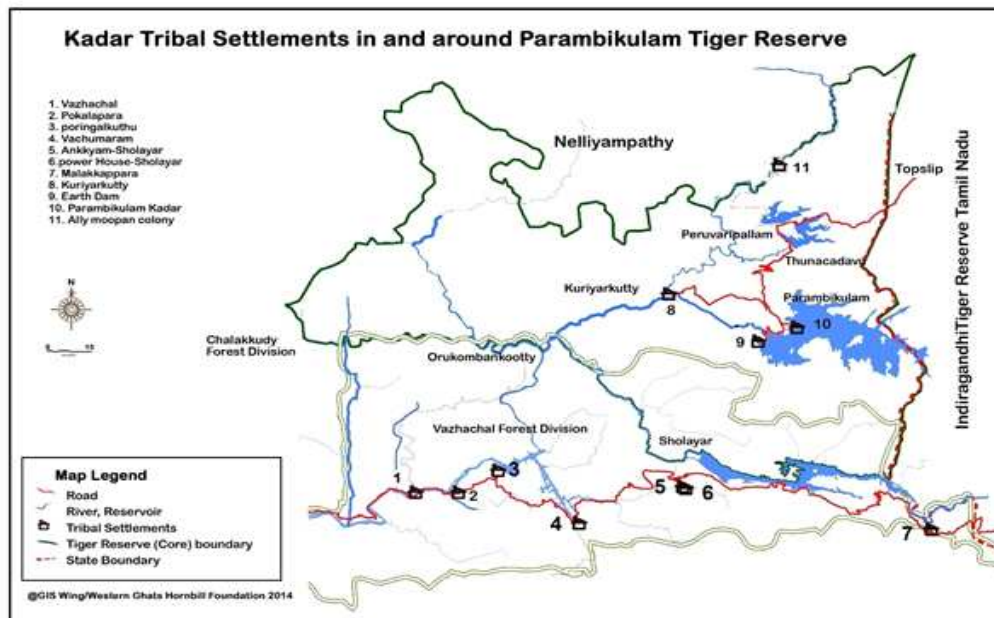 Kadar Tribal Settlements in and around Parambikulam Tiger Reserve
1. Vazhachal
2. Pokalapara
3. poringalkuthu
4. Vachumaram
5. Ankkyam-Sholayar
6.power House-Sholayar
7. Malakkappara
8. Kuriyarkutty
9. Earth Dam
10. Parambikulam Kadar
11. Ally moopan colony
Nelliyampathy
11
Topslip
Peruvaripallam
Thunacadavu
Kuriyarkutty
8
Parambikulam
10
9
IndiragandhiTiger Reserve Tamil Nadu
N
Chalakkudy
Forest Division
Orukombankootty
Vazhachal Forest Division
Sholayar
1
2
3
4
5
6
7
Map Legend
Road
River, Reservoir
Tribal Settlements
Tiger Reserve (Core) boundary
State Boundary
@GIS Wing/Western Ghats Hornbill Foundation 2014